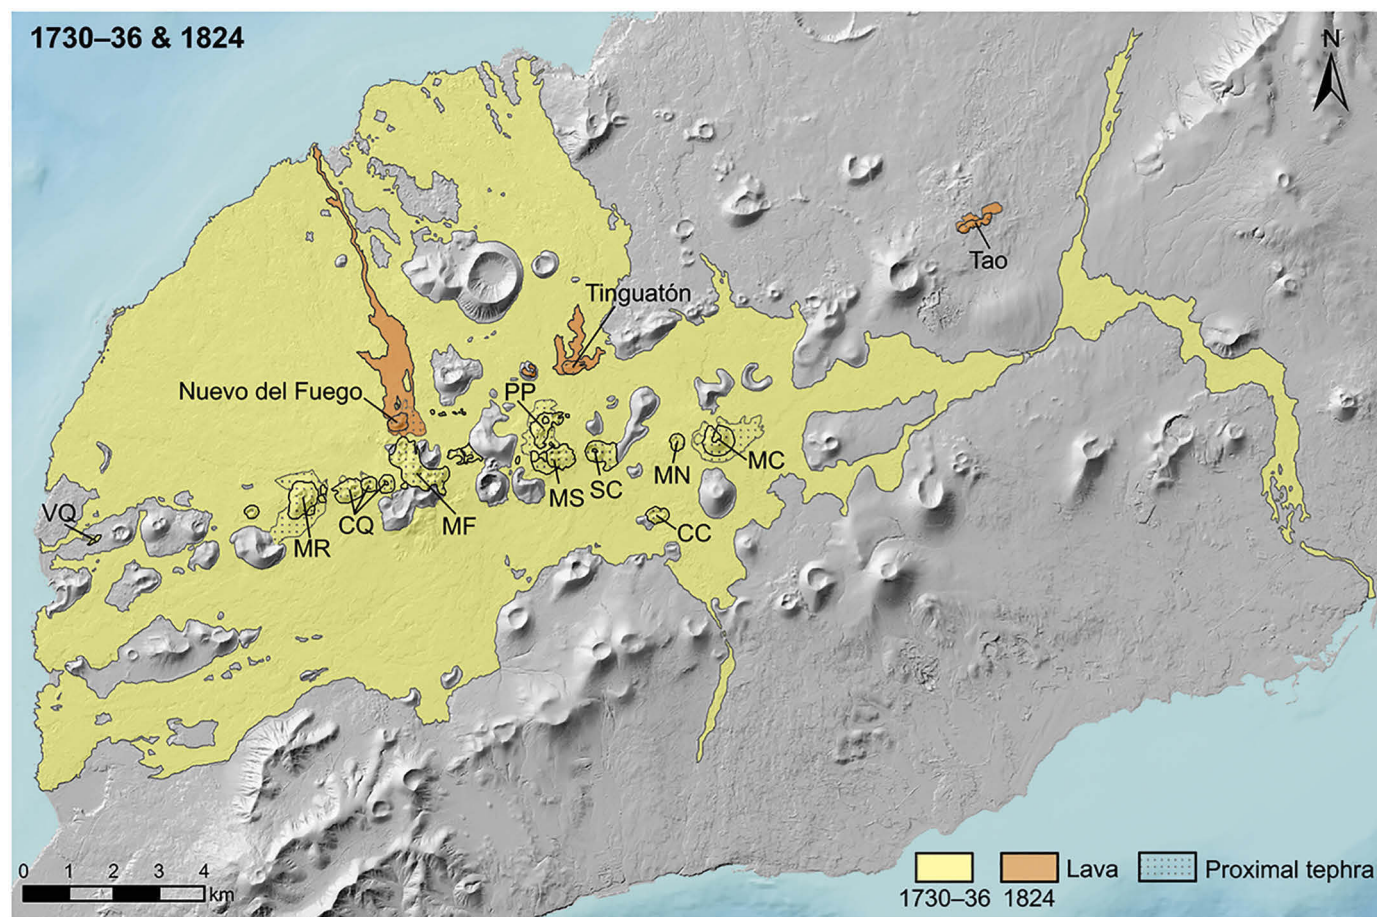 1730–36 & 1824
N
Tao
Tinguatón
Nuevo del Fuego
PP
MC
MN
SC
MS
VQ
CQ
MF
CC
MR
0 1 2 3 4
km
Lava
Proximal tephra
1730–36 1824